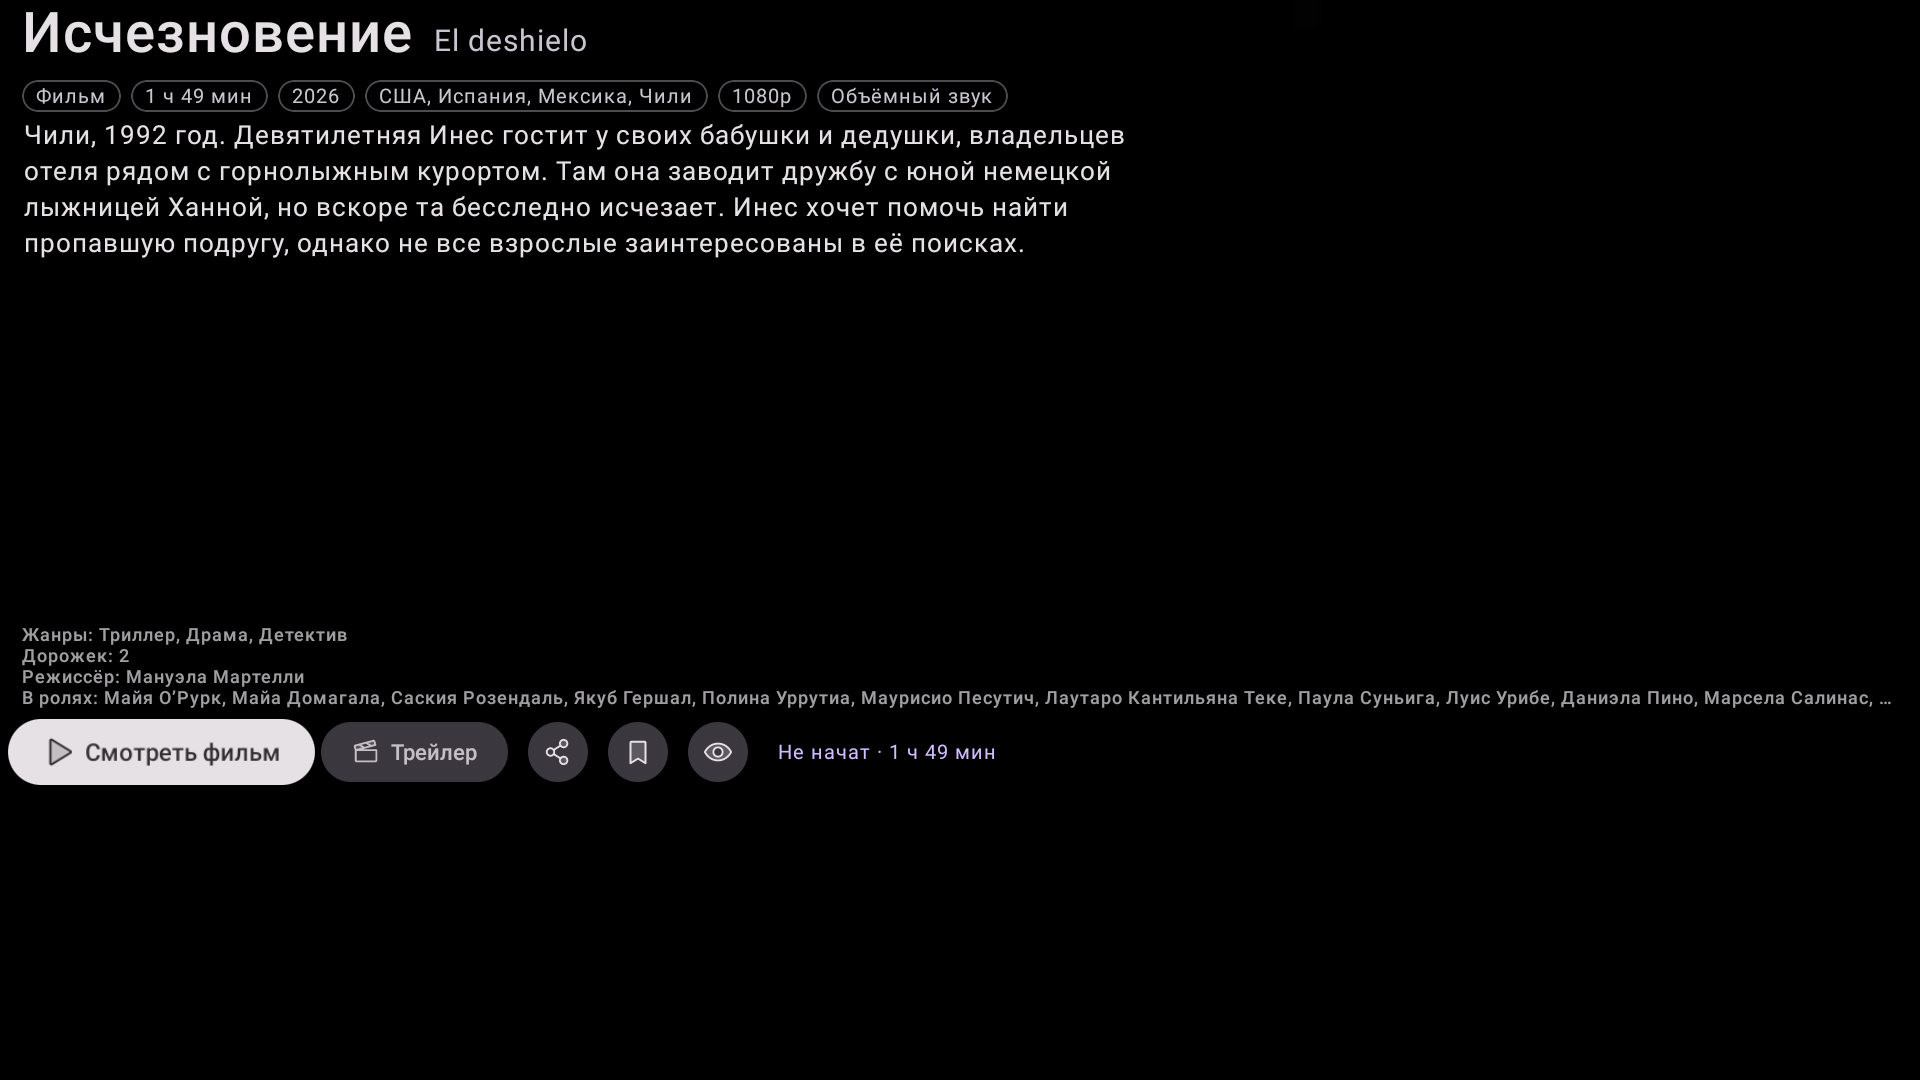 Исчезновение El deshielo
Фильм 1 ч 49 мин 2026 США, Испания, Мексика, Чили 1080p Объёмный звук
Чили, 1992 год. Девятилетняя Инес гостит у своих бабушки и дедушки, владельцев
отеля рядом с горнолыжным курортом. Там она заводит дружбу с юной немецкой
лыжницей Ханной, но вскоре та бесследно исчезает. Инес хочет помочь найти
пропавшую подругу, однако не все взрослые заинтересованы в её поисках.
Жанры: Триллер, Драма, Детектив
Дорожек: 2
Режиссёр: Мануэла Мартелли
В ролях: Майя О’Рурк, Майа Домагала, Саския Розендаль, Якуб Гершал, Полина Уррутиа, Маурисио Песутич, Лаутаро Кантильяна Теке, Паула Суньига, Луис Урибе, Даниэла Пино, Марсела Салинас, …
Смотреть фильм Трейлер Не начат · 1 ч 49 мин